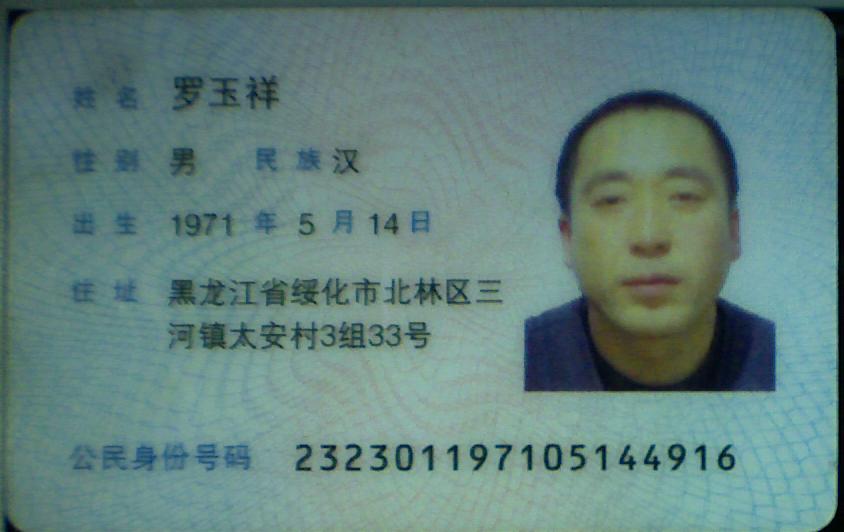 姓名 罗玉祥
性别 男 民族 汉
出生 1971 年 5 月 14 日
住址 黑龙江省绥化市北林区三
河镇太安村3组33号
公民身份号码 232301197105144916